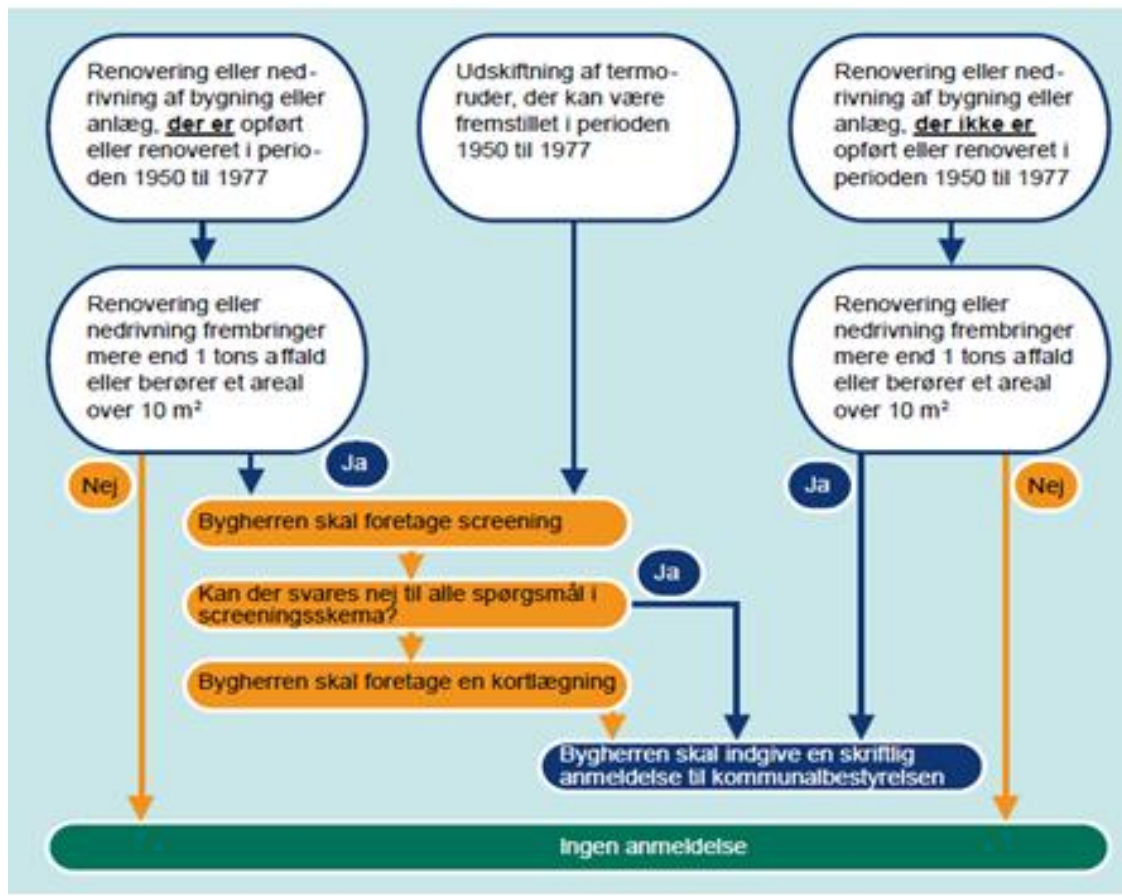 Renovering eller ned-
rivning af bygning eller
anlæg, der er opført
eller renoveret i perio-
den 1950 til 1977
Udskiftning af termo-
ruder, der kan være
fremstillet i perioden
1950 til 1977
Renovering eller ned-
rivning af bygning eller
anlæg, der ikke er
opført eller renoveret i
perioden 1950 til 1977
Renovering eller
nedrivning frembringer
mere end 1 tons affald
eller berører et areal
over 10 m²
Renovering eller
nedrivning frembringer
mere end 1 tons affald
eller berører et areal
over 10 m²
Nej
Ja
Ja
Nej
Bygherren skal foretage screening
Kan der svares nej til alle spørgsmål i
screeningsskema?
Ja
Bygherren skal foretage en kortlægning
Bygherren skal indgive en skriftlig
anmeldelse til kommunalbestyrelsen
Ingen anmeldelse